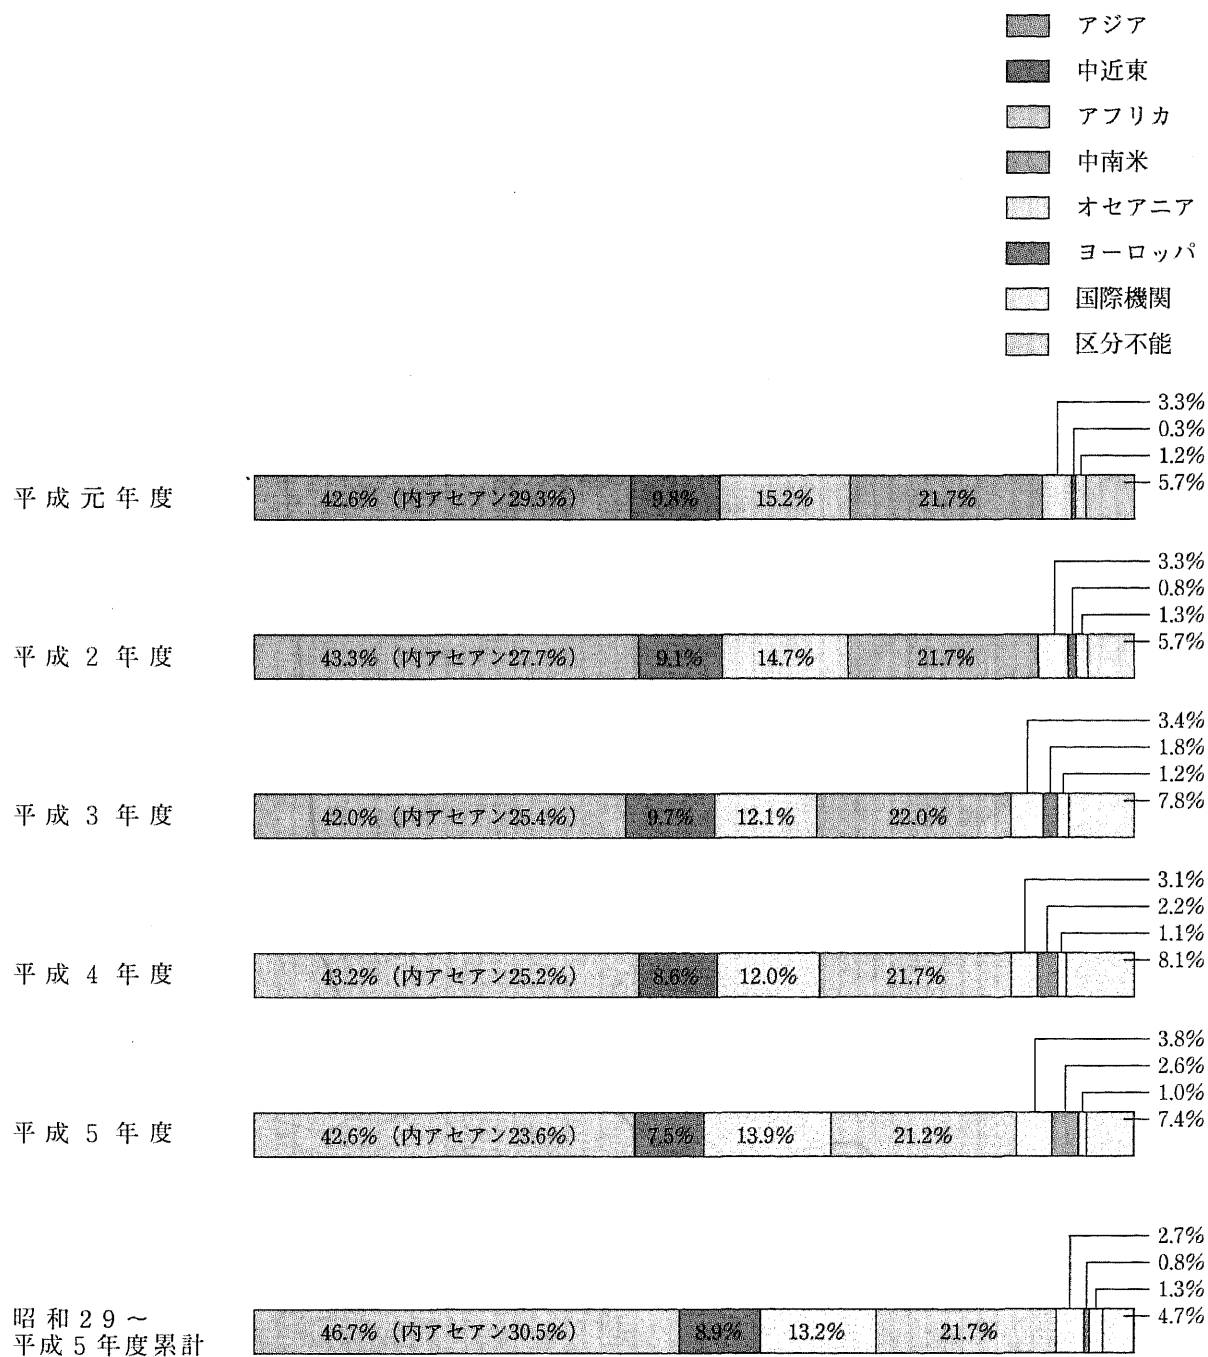 アジア
中近東
アフリカ
中南米
オセアニア
ヨーロッパ
国際機関
区分不能
3.3%
0.3%
1.2%
平成元年度 42.6%(内アセアン29.3%) 9.8% 15.2% 21.7% 5.7%
3.3%
0.8%
1.3%
平成2年度 43.3%(内アセアン27.7%) 9.1% 14.7% 21.7% 5.7%
3.4%
1.8%
1.2%
平成3年度 42.0%(内アセアン25.4%) 9.7% 12.1% 22.0% 7.8%
3.1%
2.2%
1.1%
平成4年度 43.2%(内アセアン25.2%) 8.6% 12.0% 21.7% 8.1%
3.8%
2.6%
1.0%
平成5年度 42.6%(内アセアン23.6%) 7.5% 13.9% 21.2% 7.4%
2.7%
0.8%
1.3%
昭和29~
平成5年度累計 46.7%(内アセアン30.5%) 8.9% 13.2% 21.7% 4.7%